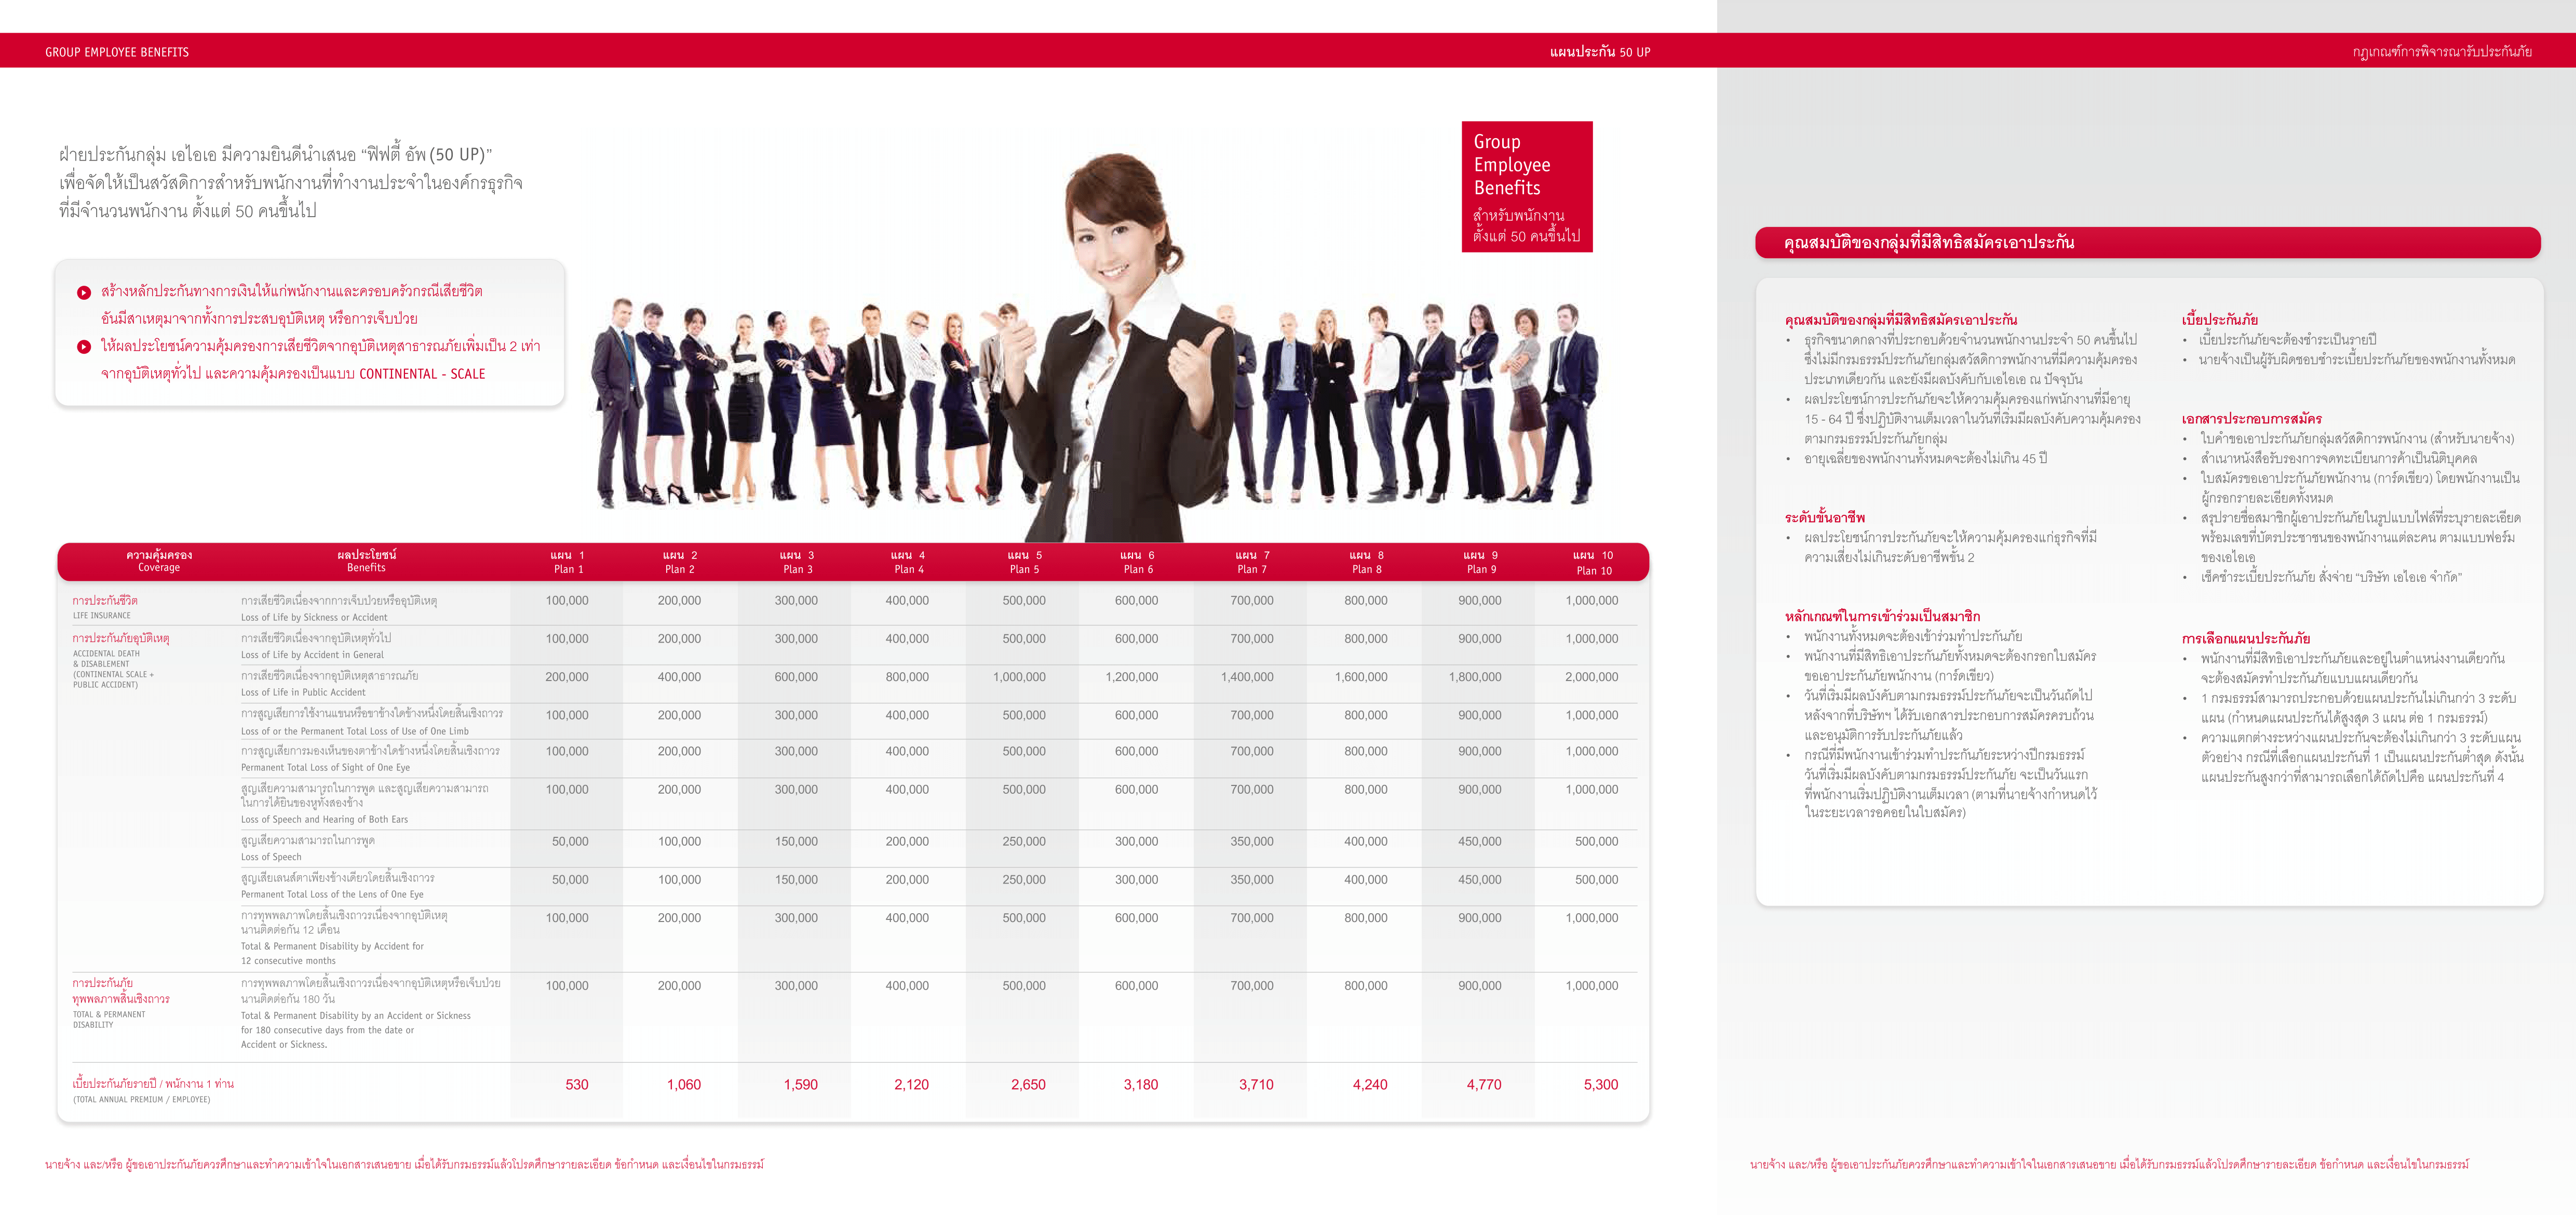 GROUP EMPLOYEE BENEFITS
แผนประกัน 50 UP
กฎเกณฑ์การพิจารณารับประกันภัย
ฝ่ายประกันกลุ่ม เอไอเอ มีความยินดีนำเสนอ “ฟิฟตี้ อัพ (50 UP)”
เพื่อจัดให้เป็นสวัสดิการสำหรับพนักงานที่ทำงานประจำในองค์กรธุรกิจ
ที่มีจำนวนพนักงาน ตั้งแต่ 50 คนขึ้นไป
Group
Employee
Benefits
สำหรับพนักงาน
ตั้งแต่ 50 คนขึ้นไป
สร้างหลักประกันทางการเงินให้แก่พนักงานและครอบครัวกรณีเสียชีวิต
อันมีสาเหตุมาจากทั้งการประสบอุบัติเหตุ หรือการเจ็บป่วย
ให้ผลประโยชน์ความคุ้มครองการเสียชีวิตจากอุบัติเหตุสาธารณภัยเพิ่มเป็น 2 เท่า
จากอุบัติเหตุทั่วไป และความคุ้มครองเป็นแบบ CONTINENTAL - SCALE
ความคุ้มครอง ผลประโยชน์ แผน 1 แผน 2 แผน 3 แผน 4 แผน 5 แผน 6 แผน 7 แผน 8 แผน 9 แผน 10
Coverage Benefits Plan 1 Plan 2 Plan 3 Plan 4 Plan 5 Plan 6 Plan 7 Plan 8 Plan 9 Plan 10
การประกันชีวิต การเสียชีวิตเนื่องจากการเจ็บป่วยหรืออุบัติเหตุ 100,000 200,000 300,000 400,000 500,000 600,000 700,000 800,000 900,000 1,000,000
LIFE INSURANCE Loss of Life by Sickness or Accident
การประกันภัยอุบัติเหตุ การเสียชีวิตเนื่องจากอุบัติเหตุทั่วไป 100,000 200,000 300,000 400,000 500,000 600,000 700,000 800,000 900,000 1,000,000
ACCIDENTAL DEATH Loss of Life by Accident in General
& DISABLEMENT
(CONTINENTAL SCALE +
PUBLIC ACCIDENT)
การเสียชีวิตเนื่องจากอุบัติเหตุสาธารณภัย 200,000 400,000 600,000 800,000 1,000,000 1,200,000 1,400,000 1,600,000 1,800,000 2,000,000
Loss of Life in Public Accident
การสูญเสียการใช้งานแขนหรือขาข้างใดข้างหนึ่งโดยสิ้นเชิงถาวร 100,000 200,000 300,000 400,000 500,000 600,000 700,000 800,000 900,000 1,000,000
Loss of or the Permanent Total Loss of Use of One Limb
การสูญเสียการมองเห็นของตาข้างใดข้างหนึ่งโดยสิ้นเชิงถาวร 100,000 200,000 300,000 400,000 500,000 600,000 700,000 800,000 900,000 1,000,000
Permanent Total Loss of Sight of One Eye
สูญเสียความสามารถในการพูด และสูญเสียความสามารถ 100,000 200,000 300,000 400,000 500,000 600,000 700,000 800,000 900,000 1,000,000
ในการได้ยินของหูทั้งสองข้าง
Loss of Speech and Hearing of Both Ears
สูญเสียความสามารถในการพูด 50,000 100,000 150,000 200,000 250,000 300,000 350,000 400,000 450,000 500,000
Loss of Speech
สูญเสียเลนส์ตาเพียงข้างเดียวโดยสิ้นเชิงถาวร 50,000 100,000 150,000 200,000 250,000 300,000 350,000 400,000 450,000 500,000
Permanent Total Loss of the Lens of One Eye
การทุพพลภาพโดยสิ้นเชิงถาวรเนื่องจากอุบัติเหตุ 100,000 200,000 300,000 400,000 500,000 600,000 700,000 800,000 900,000 1,000,000
นานติดต่อกัน 12 เดือน
Total & Permanent Disability by Accident for
12 consecutive months
การประกันภัย การทุพพลภาพโดยสิ้นเชิงถาวรเนื่องจากอุบัติเหตุหรือเจ็บป่วย 100,000 200,000 300,000 400,000 500,000 600,000 700,000 800,000 900,000 1,000,000
ทุพพลภาพสิ้นเชิงถาวร นานติดต่อกัน 180 วัน
TOTAL & PERMANENT Total & Permanent Disability by an Accident or Sickness
DISABILITY for 180 consecutive days from the date or
Accident or Sickness.
เบี้ยประกันภัยรายปี / พนักงาน 1 ท่าน 530 1,060 1,590 2,120 2,650 3,180 3,710 4,240 4,770 5,300
(TOTAL ANNUAL PREMIUM / EMPLOYEE)
นายจ้าง และ/หรือ ผู้ขอเอาประกันภัยควรศึกษาและทำความเข้าใจในเอกสารเสนอขาย เมื่อได้รับกรมธรรม์แล้วโปรดศึกษารายละเอียด ข้อกำหนด และเงื่อนไขในกรมธรรม์
คุณสมบัติของกลุ่มที่มีสิทธิสมัครเอาประกัน
คุณสมบัติของกลุ่มที่มีสิทธิสมัครเอาประกัน
• ธุรกิจขนาดกลางที่ประกอบด้วยจำนวนพนักงานประจำ 50 คนขึ้นไป
ซึ่งไม่มีกรมธรรม์ประกันภัยกลุ่มสวัสดิการพนักงานที่มีความคุ้มครอง
ประเภทเดียวกัน และยังมีผลบังคับกับเอไอเอ ณ ปัจจุบัน
• ผลประโยชน์การประกันภัยจะให้ความคุ้มครองแก่พนักงานที่มีอายุ
15 - 64 ปี ซึ่งปฏิบัติงานเต็มเวลาในวันที่เริ่มมีผลบังคับความคุ้มครอง
ตามกรมธรรม์ประกันภัยกลุ่ม
• อายุเฉลี่ยของพนักงานทั้งหมดจะต้องไม่เกิน 45 ปี
ระดับขั้นอาชีพ
• ผลประโยชน์การประกันภัยจะให้ความคุ้มครองแก่ธุรกิจที่มี
ความเสี่ยงไม่เกินระดับอาชีพขั้น 2
หลักเกณฑ์ในการเข้าร่วมเป็นสมาชิก
• พนักงานทั้งหมดจะต้องเข้าร่วมทำประกันภัย
• พนักงานที่มีสิทธิเอาประกันภัยทั้งหมดจะต้องกรอกใบสมัคร
ขอเอาประกันภัยพนักงาน (การ์ดเขียว)
• วันที่เริ่มมีผลบังคับตามกรมธรรม์ประกันภัยจะเป็นวันถัดไป
หลังจากที่บริษัทฯ ได้รับเอกสารประกอบการสมัครครบถ้วน
และอนุมัติการรับประกันภัยแล้ว
• กรณีที่มีพนักงานเข้าร่วมทำประกันภัยระหว่างปีกรมธรรม์
วันที่เริ่มมีผลบังคับตามกรมธรรม์ประกันภัย จะเป็นวันแรก
ที่พนักงานเริ่มปฏิบัติงานเต็มเวลา (ตามที่นายจ้างกำหนดไว้
ในระยะเวลารอคอยในใบสมัคร)
เบี้ยประกันภัย
• เบี้ยประกันภัยจะต้องชำระเป็นรายปี
• นายจ้างเป็นผู้รับผิดชอบชำระเบี้ยประกันภัยของพนักงานทั้งหมด
เอกสารประกอบการสมัคร
• ใบคำขอเอาประกันภัยกลุ่มสวัสดิการพนักงาน (สำหรับนายจ้าง)
• สำเนาหนังสือรับรองการจดทะเบียนการค้าเป็นนิติบุคคล
• ใบสมัครขอเอาประกันภัยพนักงาน (การ์ดเขียว) โดยพนักงานเป็น
ผู้กรอกรายละเอียดทั้งหมด
• สรุปรายชื่อสมาชิกผู้เอาประกันภัยในรูปแบบไฟล์ที่ระบุรายละเอียด
พร้อมเลขที่บัตรประชาชนของพนักงานแต่ละคน ตามแบบฟอร์ม
ของเอไอเอ
• เช็คชำระเบี้ยประกันภัย สั่งจ่าย “บริษัท เอไอเอ จำกัด”
การเลือกแผนประกันภัย
• พนักงานที่มีสิทธิเอาประกันภัยและอยู่ในตำแหน่งงานเดียวกัน
จะต้องสมัครทำประกันภัยแบบแผนเดียวกัน
• 1 กรมธรรม์สามารถประกอบด้วยแผนประกันไม่เกินกว่า 3 ระดับ
แผน (กำหนดแผนประกันได้สูงสุด 3 แผน ต่อ 1 กรมธรรม์)
• ความแตกต่างระหว่างแผนประกันจะต้องไม่เกินกว่า 3 ระดับแผน
ตัวอย่าง กรณีที่เลือกแผนประกันที่ 1 เป็นแผนประกันต่ำสุด ดังนั้น
แผนประกันสูงกว่าที่สามารถเลือกได้ถัดไปคือ แผนประกันที่ 4
นายจ้าง และ/หรือ ผู้ขอเอาประกันภัยควรศึกษาและทำความเข้าใจในเอกสารเสนอขาย เมื่อได้รับกรมธรรม์แล้วโปรดศึกษารายละเอียด ข้อกำหนด และเงื่อนไขในกรมธรรม์